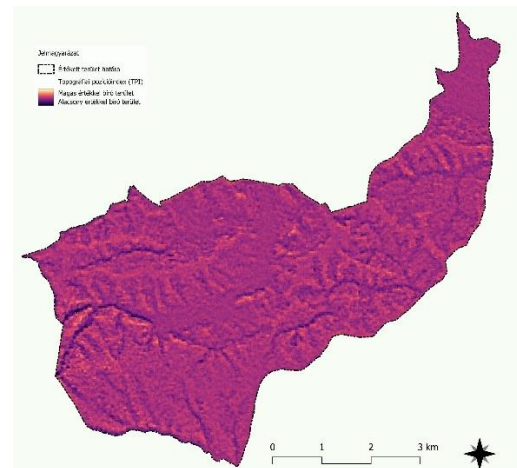 Jelmagyarázat
Értékelt terület határa
Topográfiai pozícióindex (TPI)
Magas értékkel bíró terület
Alacsony értékkel bíró terület
0 1 2 3 km